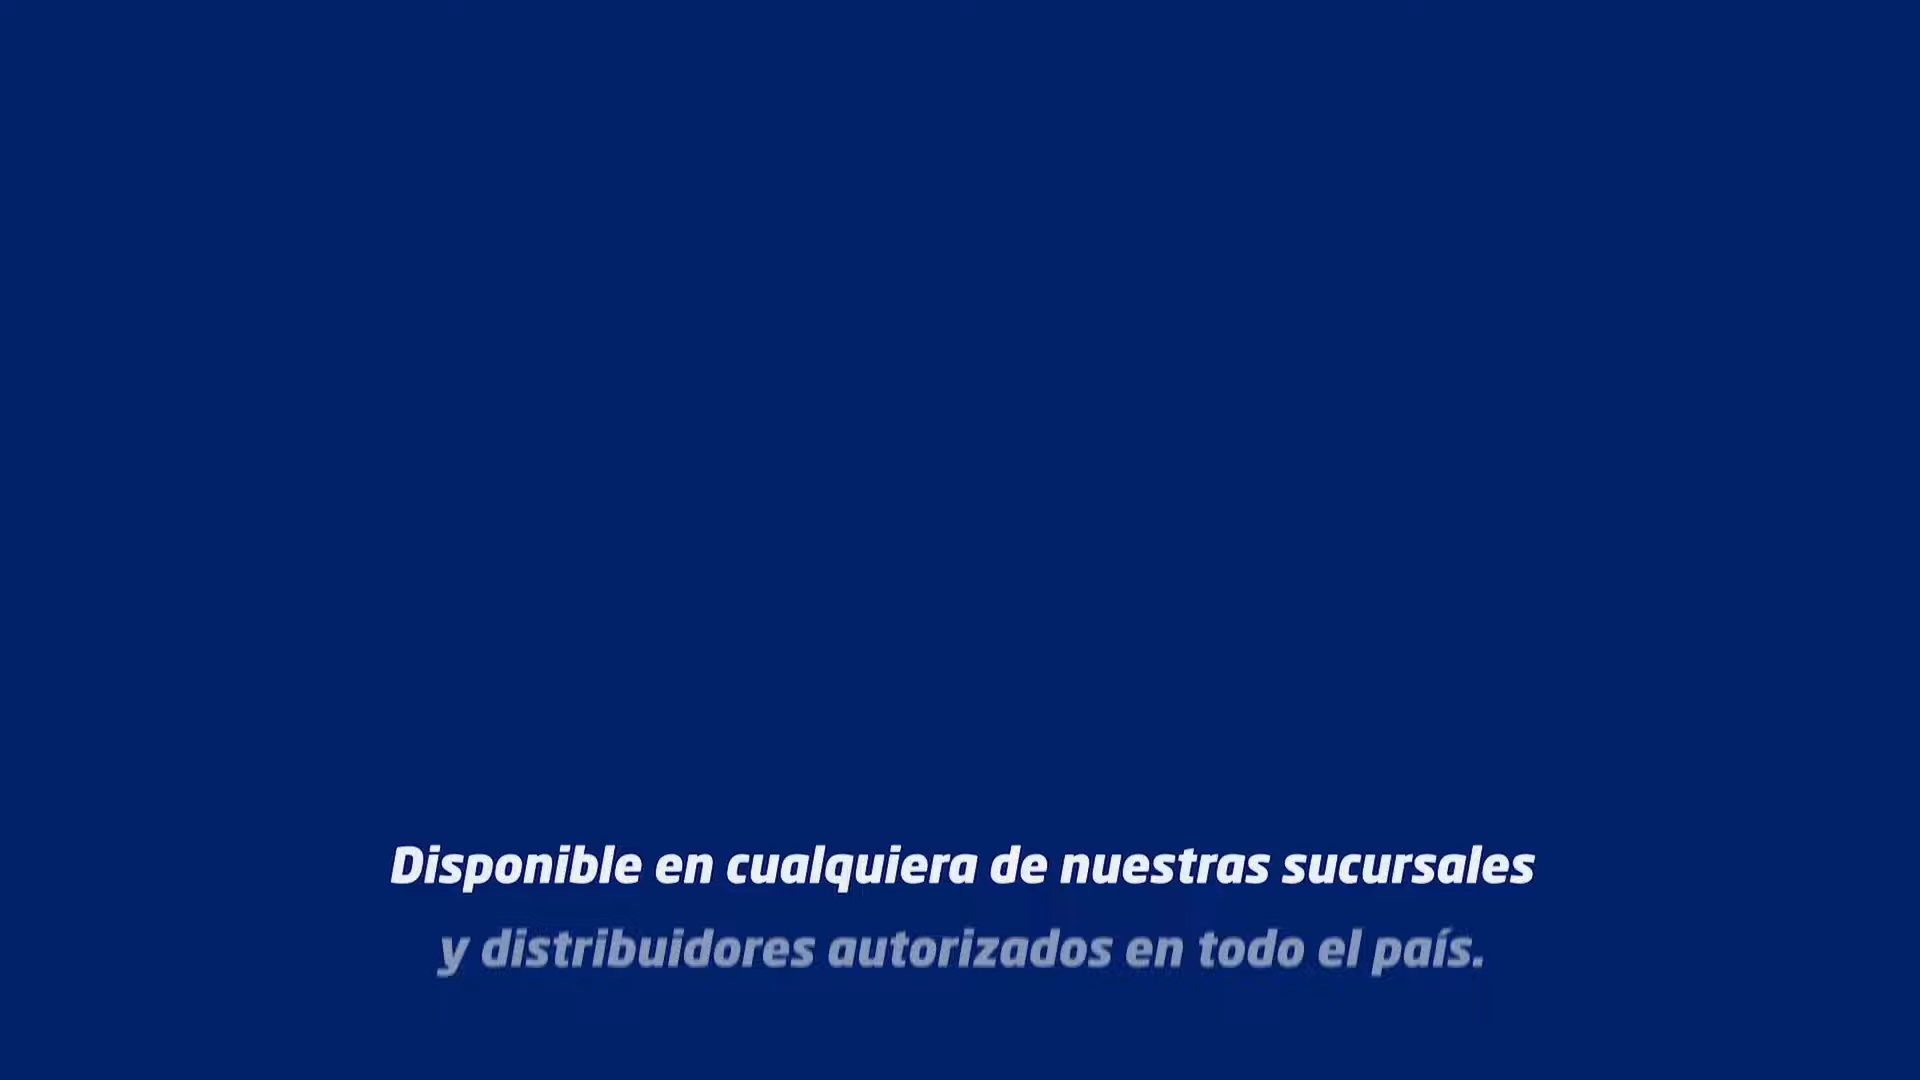 Disponible en cualquiera de nuestras sucursales
y distribuidores autorizados en todo el país.